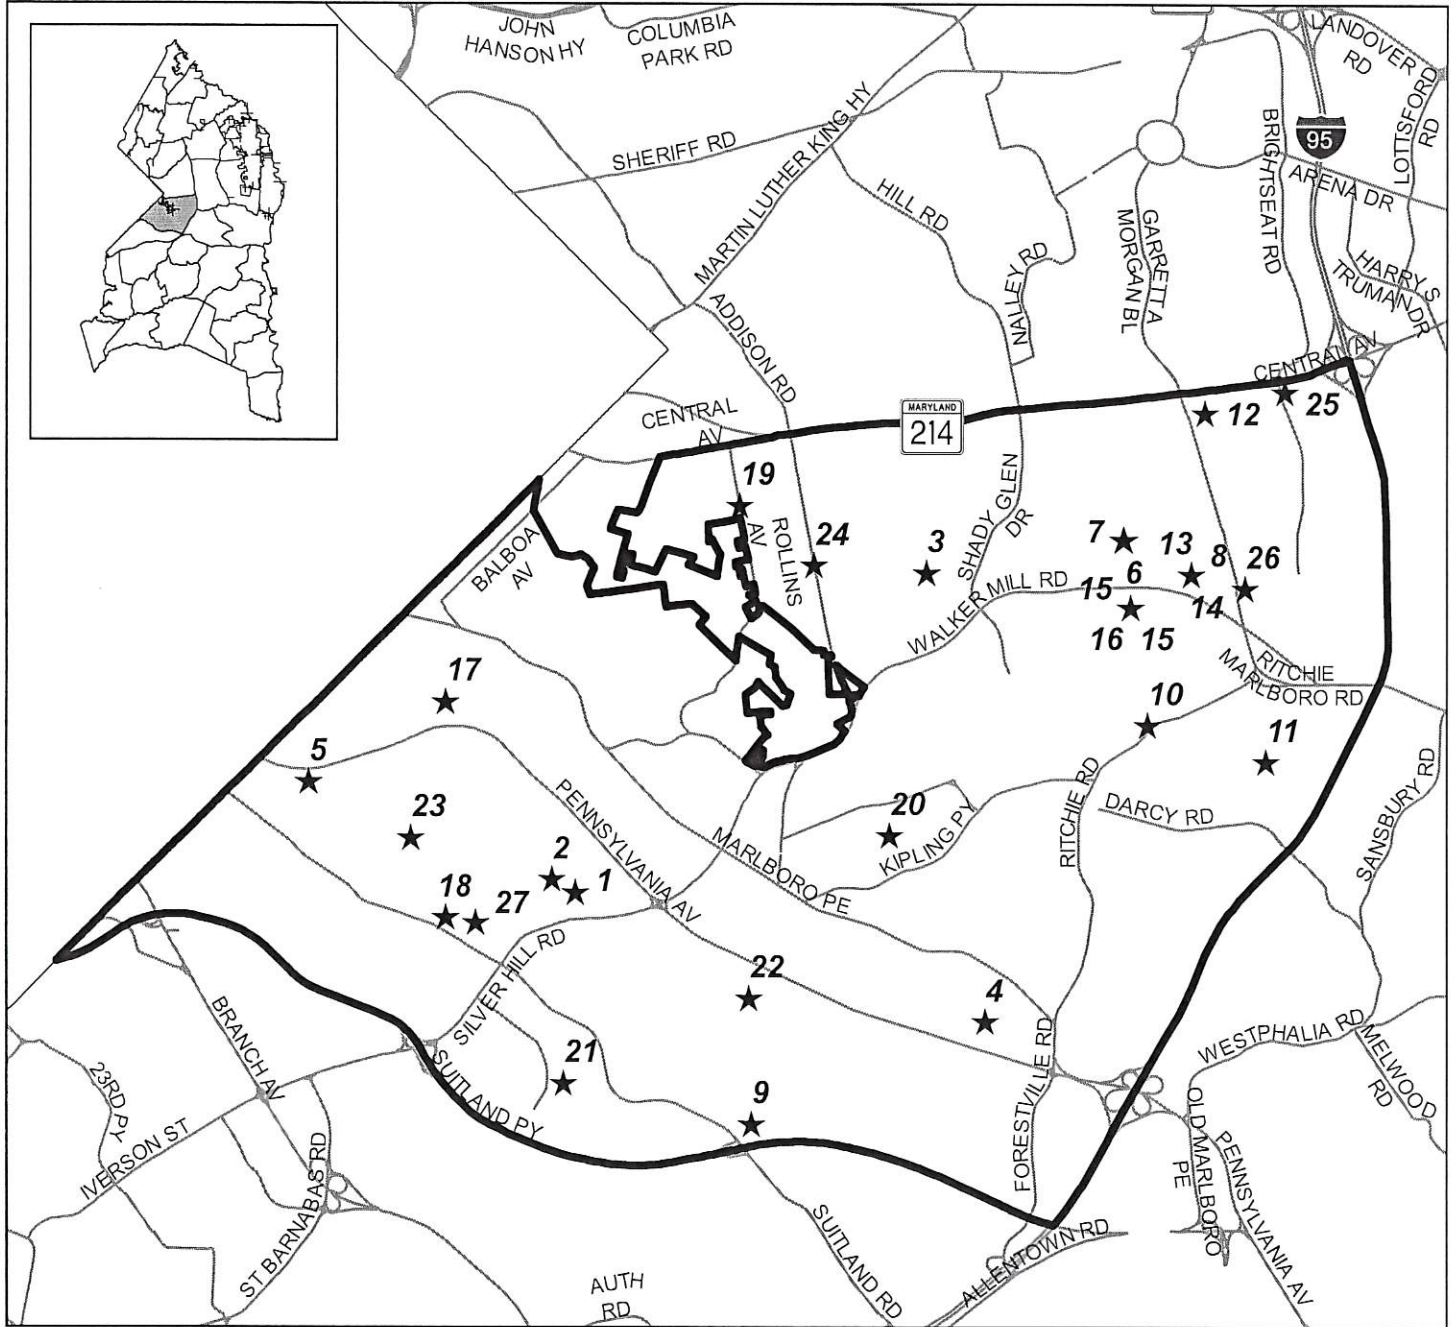 JOHN
HANSON HY
COLUMBIA
PARK RD
LANDOVER
RD
LOTTSFORD
RD
SHERIFF RD
MARTIN LUTHER KING HY
HILL RD
BRIGHTSEAT RD
95
ARENA DR
GARRETT A
MORGAN BL
NALLEY RD
HARRY S
TRUMAN DR
ADDISON RD
CENTRAL AV
CENTRAL
AV
MARYLAND
214
12
25
19
ROLLINS
AV
24
3
SHADY GLEN
DR
7
13
8
26
6
15
14
16
15
WALKER MILL RD
BALBOA
AV
RITCHIE
MARLBORO RD
17
10
11
5
23
PENNSYLVANIA AV
20
KIPLING PY
RITCHIE RD
DARCY RD
SANSBURY RD
2
1
MARLBORO PE
18
27
SILVER HILL RD
22
4
BRANCH AV
WESTPHALIA RD
MELWOOD
RD
21
SUITLAND PY
9
FORESTVILLE RD
OLD MARLBORO
PE
PENNSYLVANIA AV
23RD PY
IVERSON ST
ST BARNABAS RD
SUITLAND RD
ALLENTOWN RD
AUTH
RD